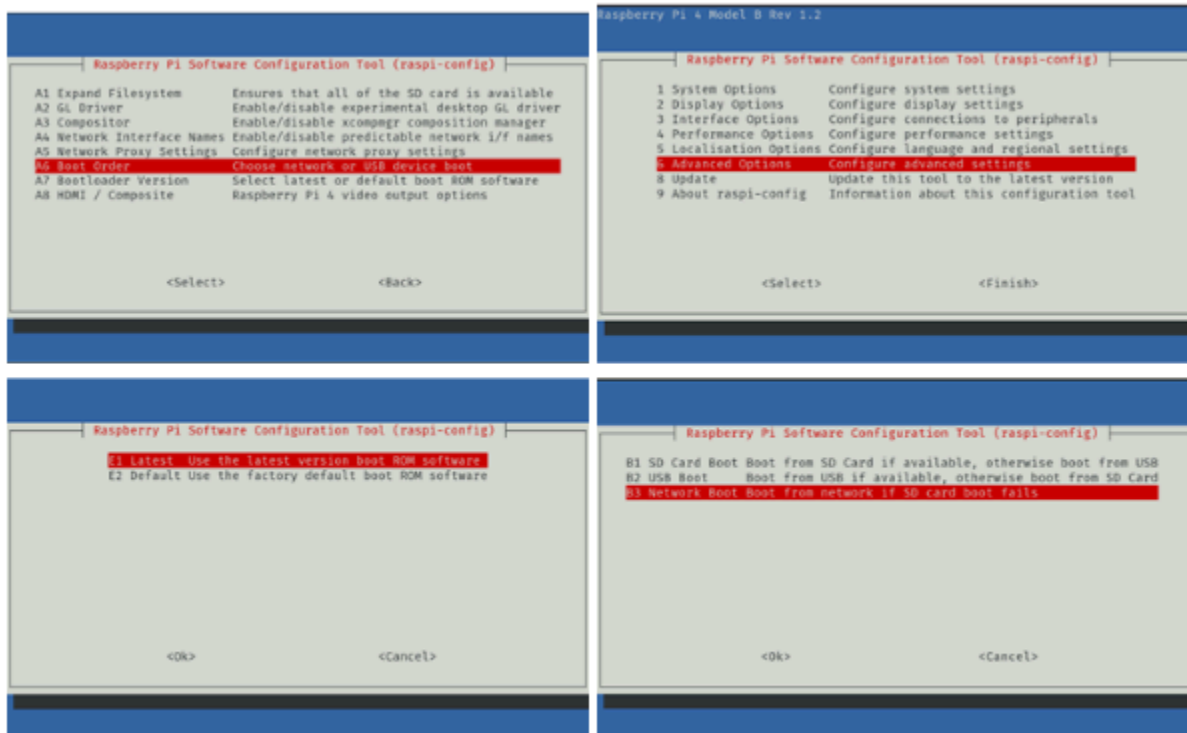 Raspberry Pi Software Configuration Tool (raspi-config)
A1 Expand Filesystem Ensures that all of the SD card is available
A2 GL Driver Enable/disable experimental desktop GL driver
A3 Compositor Enable/disable xcompmgr composition manager
A4 Network Interface Names Enable/disable predictable network i/f names
A5 Network Proxy Settings Configure network proxy settings
A6 Boot Order Choose network or USB device boot
A7 Bootloader Version Select latest or default boot ROM software
A8 HDMI / Composite Raspberry Pi 4 video output options
<Select> <Back>
Raspberry Pi 4 Model B Rev 1.2
Raspberry Pi Software Configuration Tool (raspi-config)
1 System Options Configure system settings
2 Display Options Configure display settings
3 Interface Options Configure connections to peripherals
4 Performance Options Configure performance settings
5 Localisation Options Configure language and regional settings
6 Advanced Options Configure advanced settings
8 Update Update this tool to the latest version
9 About raspi-config Information about this configuration tool
<Select> <Finish>
Raspberry Pi Software Configuration Tool (raspi-config)
E1 Latest Use the latest version boot ROM software
E2 Default Use the factory default boot ROM software
<Ok> <Cancel>
Raspberry Pi Software Configuration Tool (raspi-config)
B1 SD Card Boot Boot from SD Card if available, otherwise boot from USB
B2 USB Boot Boot from USB if available, otherwise boot from SD Card
B3 Network Boot Boot from network if SD card boot fails
<Ok> <Cancel>